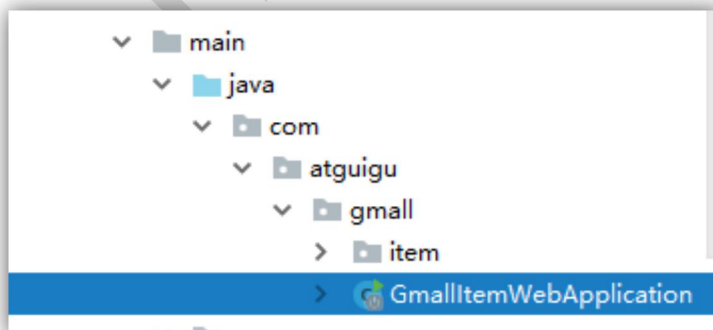 main
java
com
atguigu
gmall
item
GmallItemWebApplication